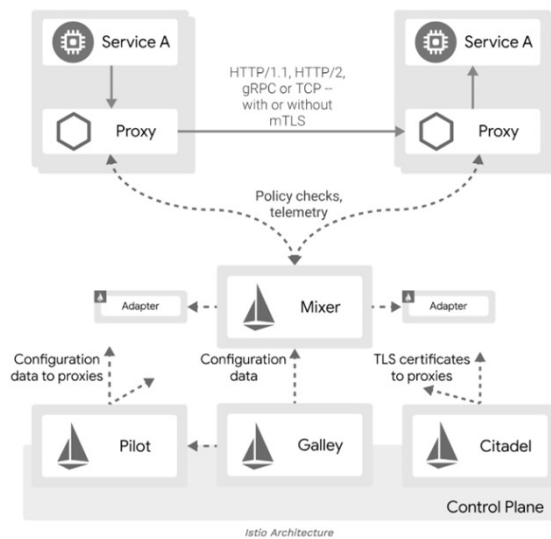 Service A
Service A
HTTP/1.1, HTTP/2,
gRPC or TCP --
with or without
mTLS
Proxy
Proxy
Policy checks,
telemetry
Mixer
Adapter
Adapter
Configuration
data to proxies
Configuration
data
TLS certificates
to proxies
Pilot
Galley
Citadel
Control Plane
Istio Architecture